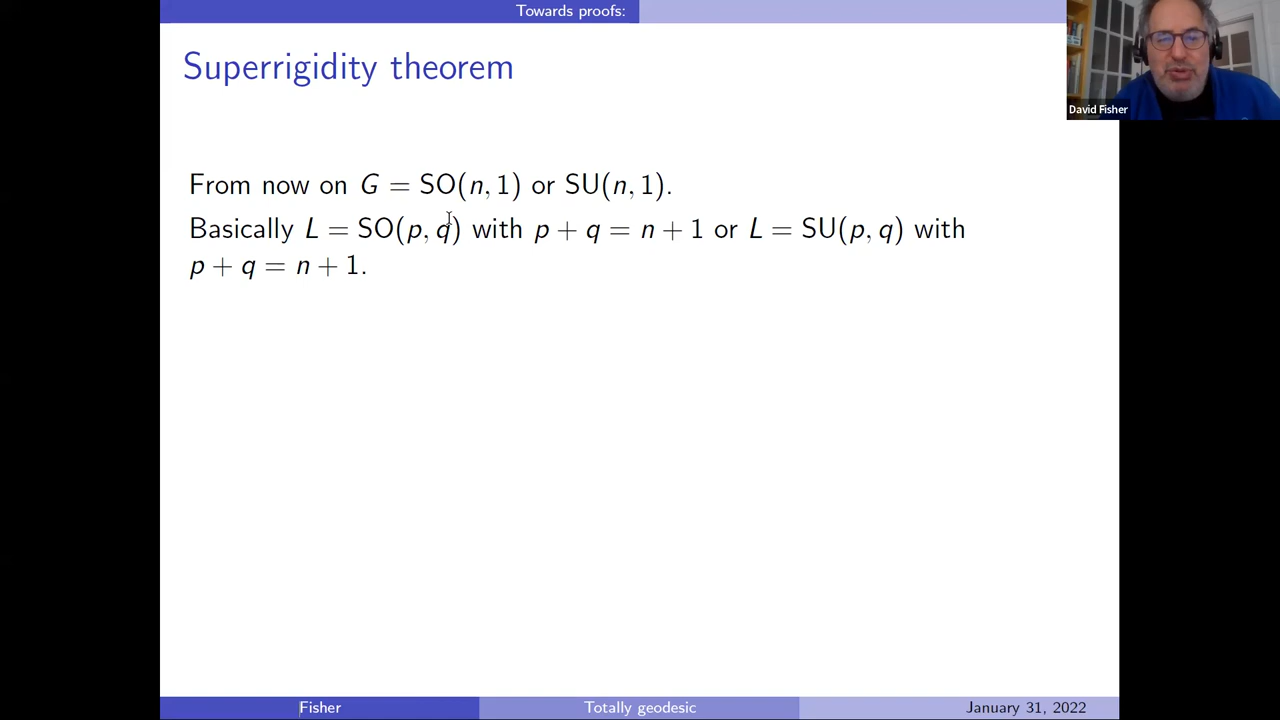 Towards proofs:
Superrigidity theorem
David Fisher
From now on G = SO(n, 1) or SU(n, 1).
Basically L = SO(p, q) with p + q = n + 1 or L = SU(p, q) with
p + q = n + 1.
Fisher
Totally geodesic
January 31, 2022